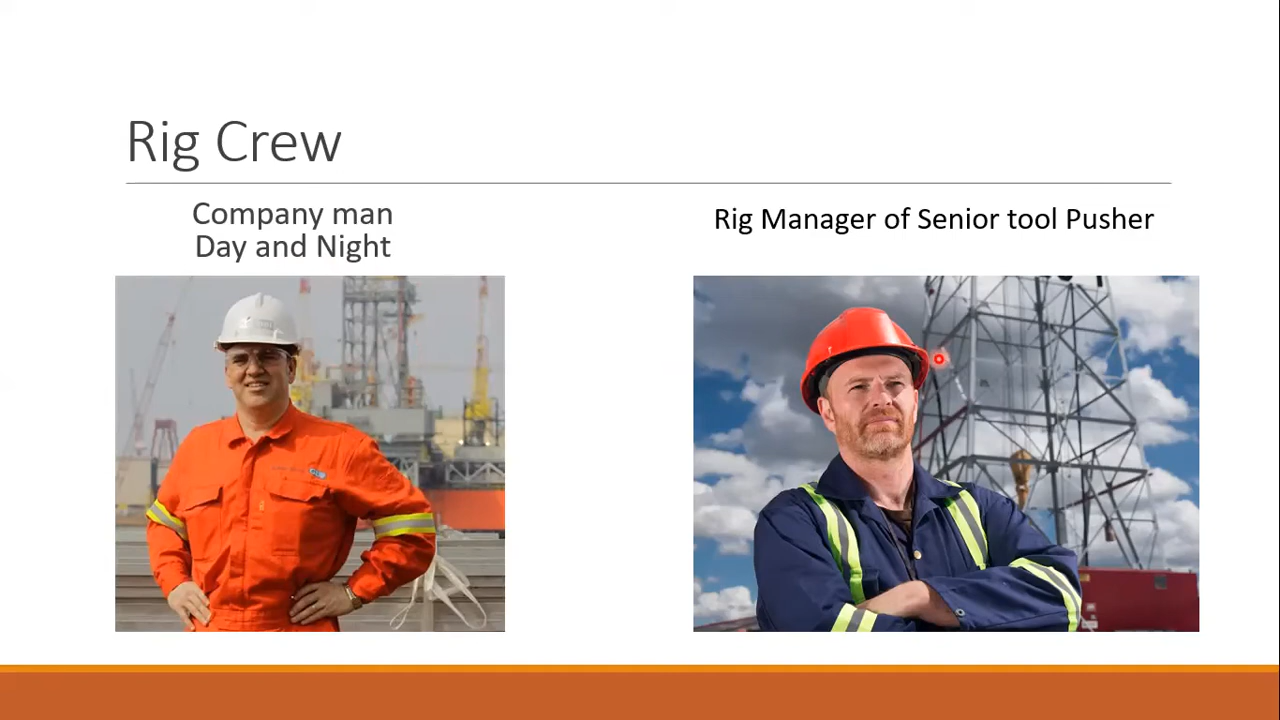 Rig Crew
Company man
Day and Night
Rig Manager of Senior tool Pusher